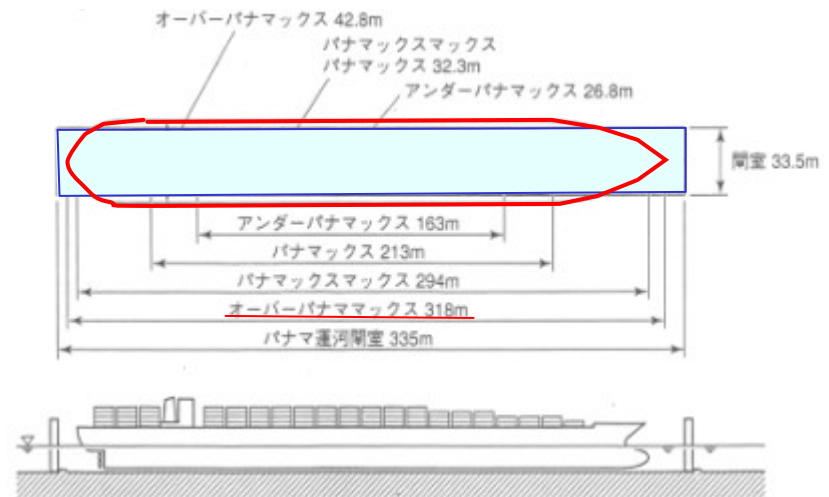 オーバーパナマックス 42.8m
パナマックスマックス
パナマックス 32.3m
アンダーパナマックス 26.8m
閘室 33.5m
アンダーパナマックス 163m
パナマックス 213m
パナマックスマックス 294m
オーバーパナママックス 318m
パナマ運河閘室 335m